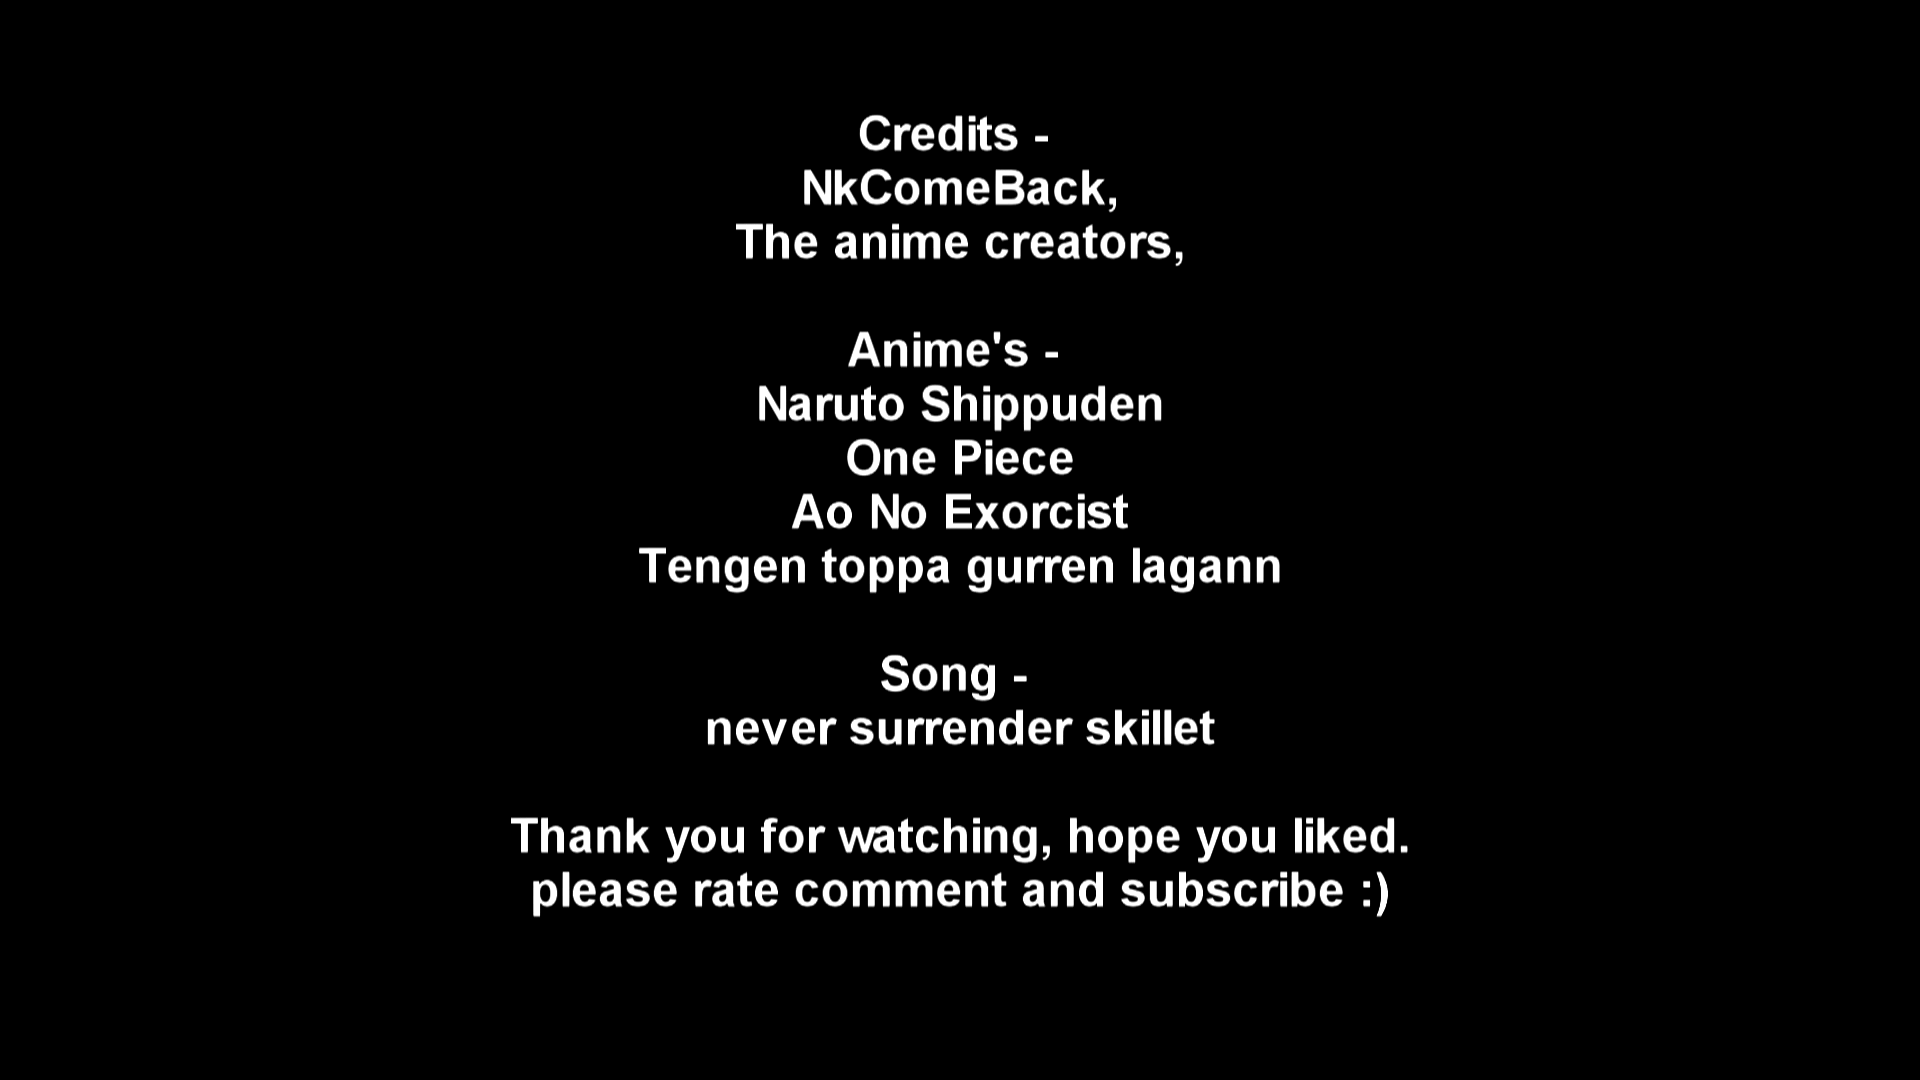 Credits -
NkComeBack,
The anime creators,
Anime's -
Naruto Shippuden
One Piece
Ao No Exorcist
Tengen toppa gurren lagann
Song -
never surrender skillet
Thank you for watching, hope you liked.
please rate comment and subscribe :)